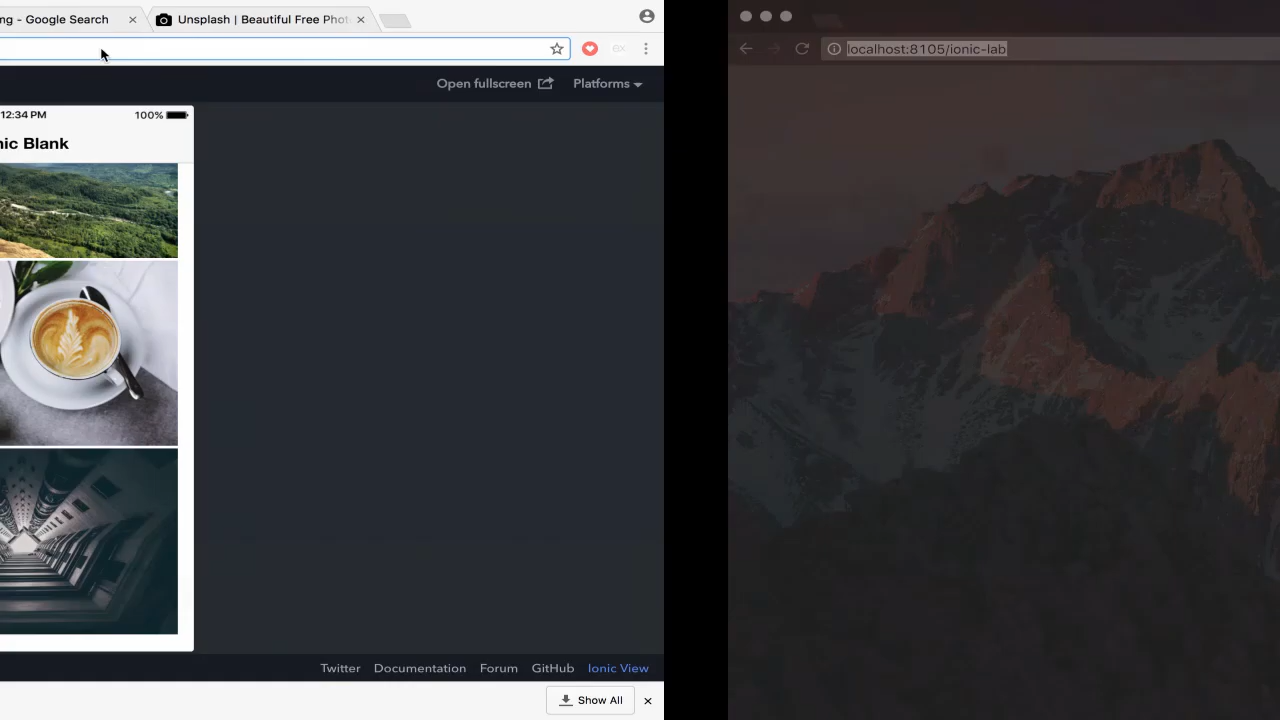 ng - Google Search
Unsplash | Beautiful Free Phot
Open fullscreen
Platforms
12:34 PM
100%
nic Blank
Twitter
Documentation
Forum
GitHub
Ionic View
Show All
localhost:8105/ionic-lab